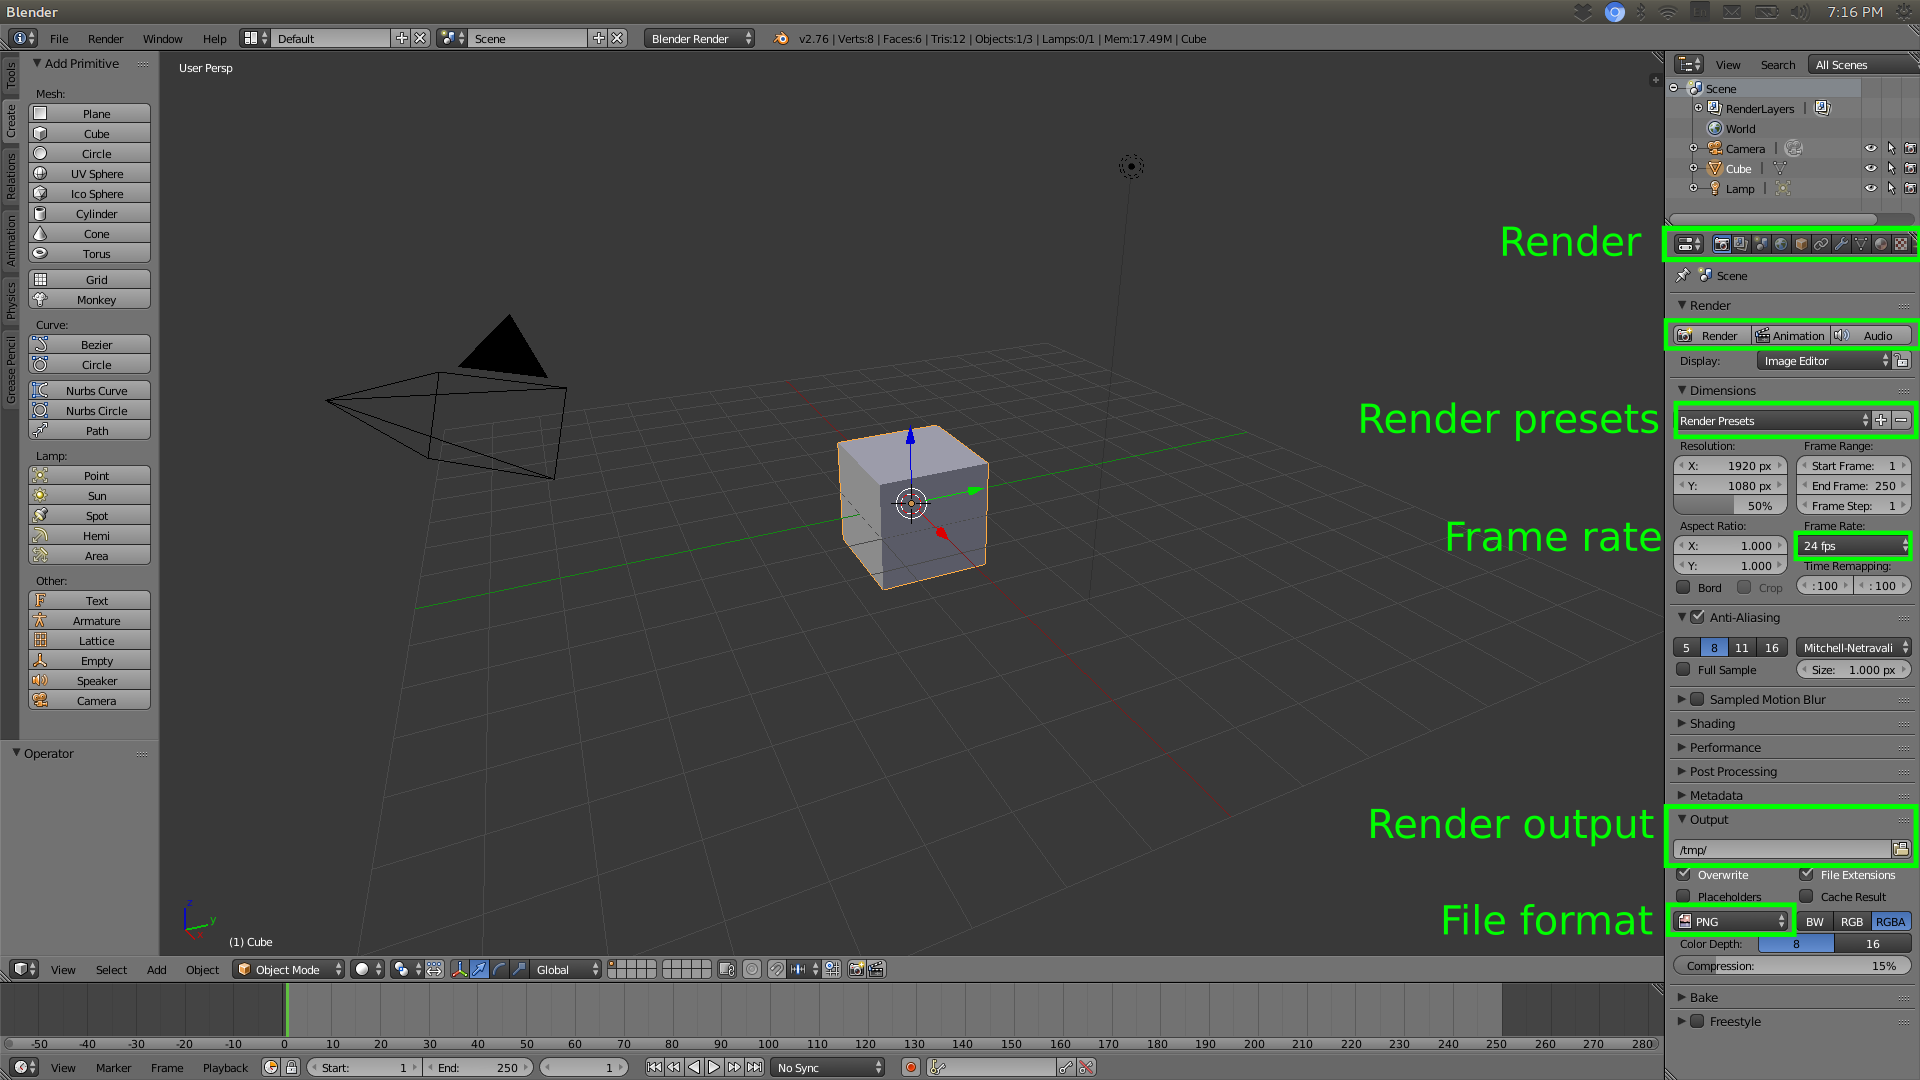 Blender
7:16 PM
File Render Window Help Default Scene Blender Render v2.76 | Verts:8 | Faces:6 | Tris:12 | Objects:1/3 | Lamps:0/1 | Mem:17.49M | Cube
Tools
Create
Relations
Animation
Physics
Grease Pencil
Add Primitive
Mesh:
Plane
Cube
Circle
UV Sphere
Ico Sphere
Cylinder
Cone
Torus
Grid
Monkey
Curve:
Bezier
Circle
Nurbs Curve
Nurbs Circle
Path
Lamp:
Point
Sun
Spot
Hemi
Area
Other:
Text
Armature
Lattice
Empty
Speaker
Camera
Operator
User Persp
Render
Render presets
Frame rate
Render output
File format
z
y
(1) Cube
View Search All Scenes
Scene
RenderLayers
World
Camera
Cube
Lamp
Scene
Render
Render Animation Audio
Display: Image Editor
Dimensions
Render Presets
Resolution: Frame Range:
X: 1920 px Start Frame: 1
Y: 1080 px End Frame: 250
50% Frame Step: 1
Aspect Ratio: Frame Rate:
X: 1.000 24 fps
Y: 1.000 Time Remapping:
Bord Crop :100 :100
Anti-Aliasing
5 8 11 16 Mitchell-Netravali
Full Sample Size: 1.000 px
Sampled Motion Blur
Shading
Performance
Post Processing
Metadata
Output
/tmp/
Overwrite File Extensions
Placeholders Cache Result
PNG BW RGB RGBA
Color Depth: 8 16
Compression: 15%
Bake
Freestyle
View Select Add Object Object Mode Global
-50 -40 -30 -20 -10 0 10 20 30 40 50 60 70 80 90 100 110 120 130 140 150 160 170 180 190 200 210 220 230 240 250 260 270 280
View Marker Frame Playback Start: 1 End: 250 1 No Sync